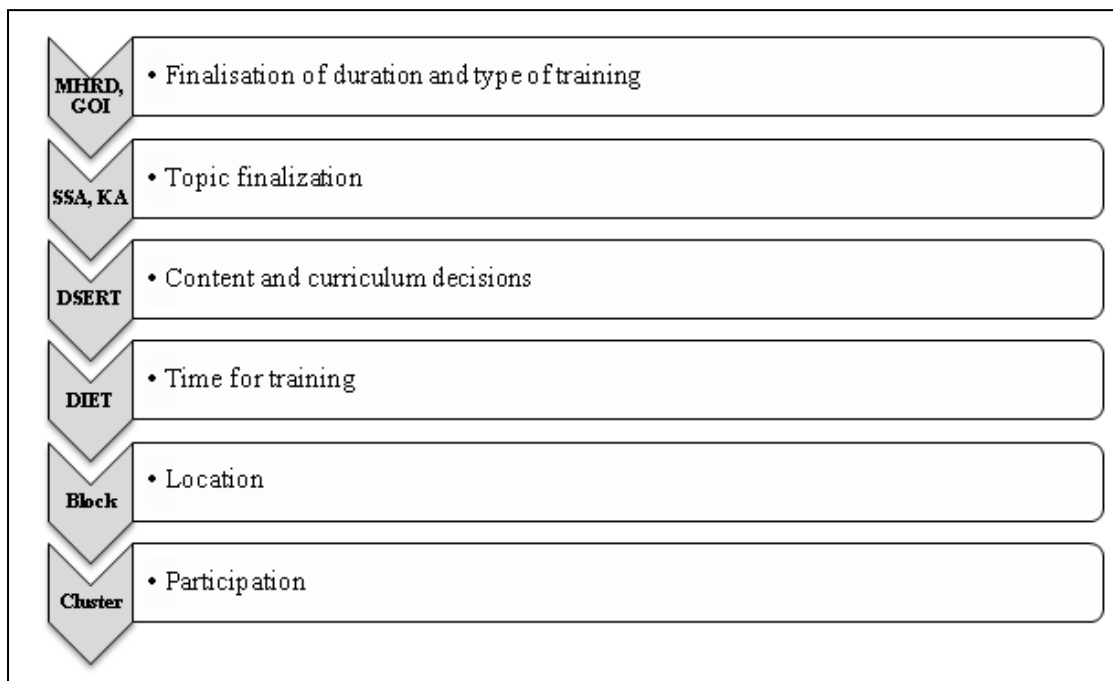 MHRD,
GOI
• Finalisation of duration and type of training
SSA, KA
• Topic finalization
DSERT
• Content and curriculum decisions
DIET
• Time for training
Block
• Location
Cluster
• Participation